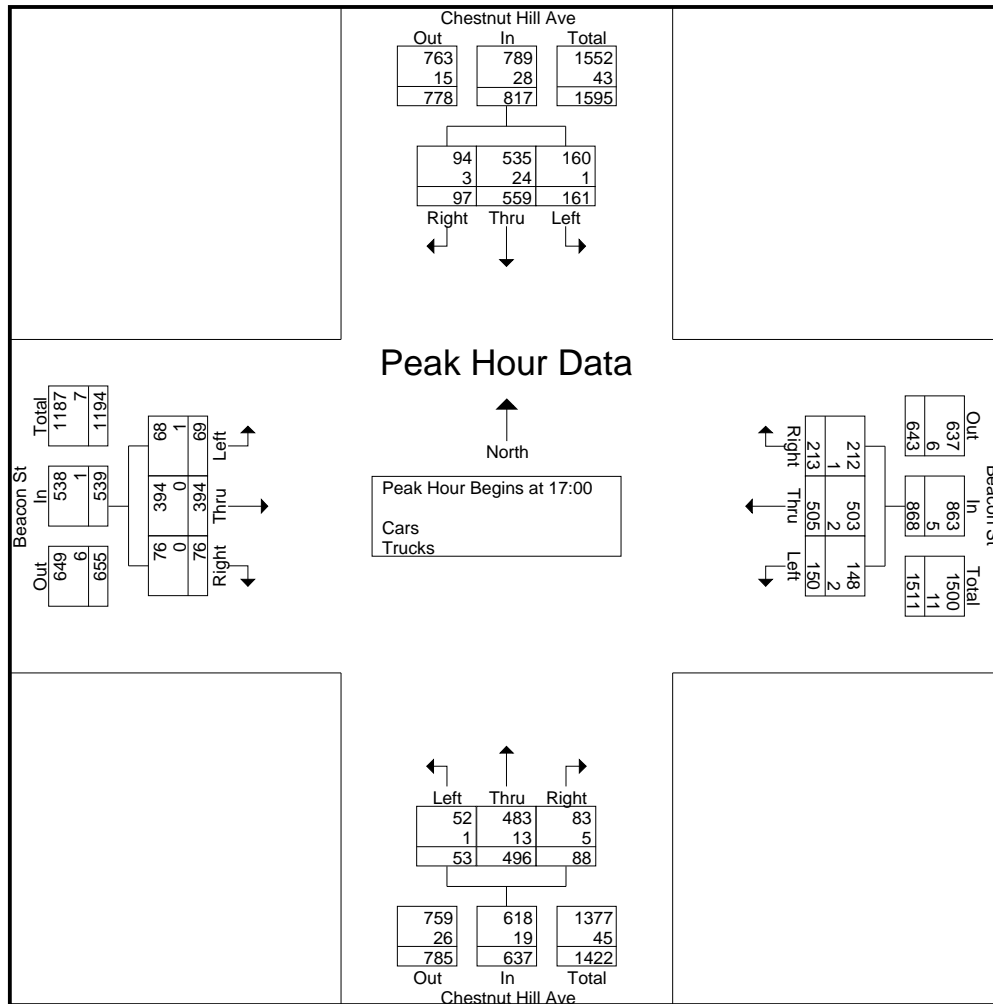 Chestnut Hill Ave
Out In Total
763 789 1552
15 28 43
778 817 1595
94 535 160
3 24 1
97 559 161
Right Thru Left
Peak Hour Data
North
Peak Hour Begins at 17:00
Cars
Trucks
Beacon St
Total In Out
1187 538 649
7 1 6
1194 539 655
68 394 76
1 0 0
69 394 76
Left Thru Right
Beacon St
Out In Total
637 863 1500
6 5 11
643 868 1511
212 503 148
1 2 2
213 505 150
Right Thru Left
Left Thru Right
52 483 83
1 13 5
53 496 88
759 618 1377
26 19 45
785 637 1422
Out In Total
Chestnut Hill Ave